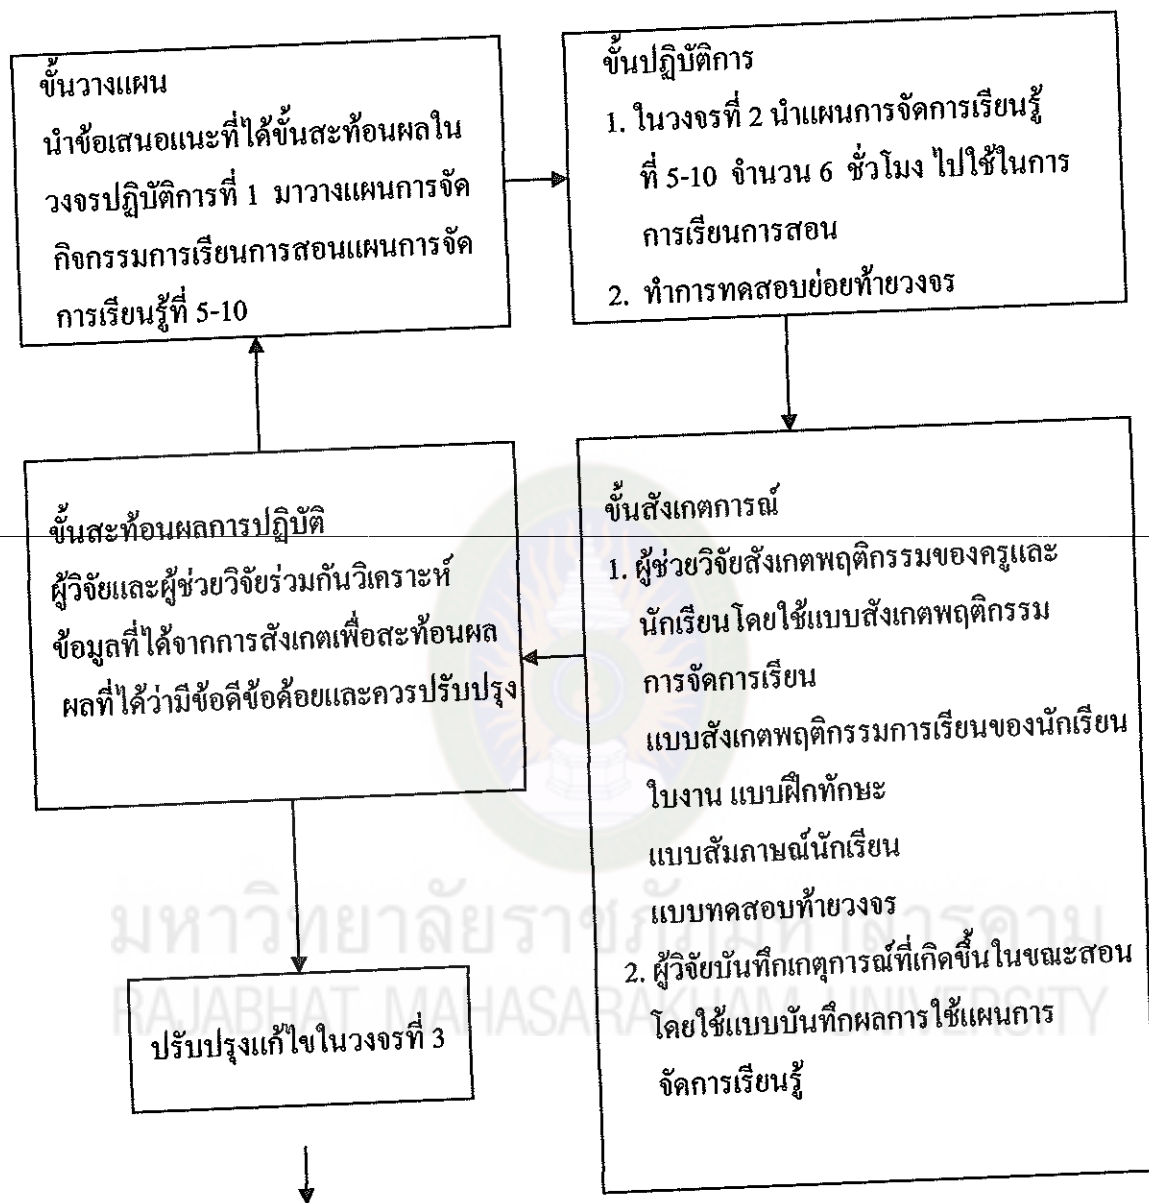 ขั้นวางแผน
นำข้อเสนอแนะที่ได้ขั้นสะท้อนผลใน
วงจรปฏิบัติการที่ 1 มาวางแผนการจัด
กิจกรรมการเรียนการสอนแผนการจัด
การเรียนรู้ที่ 5-10
ขั้นปฏิบัติการ
1. ในวงจรที่ 2 นำแผนการจัดการเรียนรู้
ที่ 5-10 จำนวน 6 ชั่วโมง ไปใช้ในการ
การเรียนการสอน
2. ทำการทดสอบย่อยท้ายวงจร
ขั้นสังเกตการณ์
1. ผู้ช่วยวิจัยสังเกตพฤติกรรมของครูและ
นักเรียนโดยใช้แบบสังเกตพฤติกรรม
การจัดการเรียน
แบบสังเกตพฤติกรรมการเรียนของนักเรียน
ใบงาน แบบฝึกทักษะ
แบบสัมภาษณ์นักเรียน
แบบทดสอบท้ายวงจร
2. ผู้วิจัยบันทึกเกตุการณ์ที่เกิดขึ้นในขณะสอน
โดยใช้แบบบันทึกผลการใช้แผนการ
จัดการเรียนรู้
ขั้นสะท้อนผลการปฏิบัติ
ผู้วิจัยและผู้ช่วยวิจัยร่วมกันวิเคราะห์
ข้อมูลที่ได้จากการสังเกตเพื่อสะท้อนผล
ผลที่ได้ว่ามีข้อดีข้อด้อยและควรปรับปรุง
ปรับปรุงแก้ไขในวงจรที่ 3
มหาวิทยาลัยราชภัฏมหาสารคาม
RAJABHAT MAHASARAKHAM UNIVERSITY